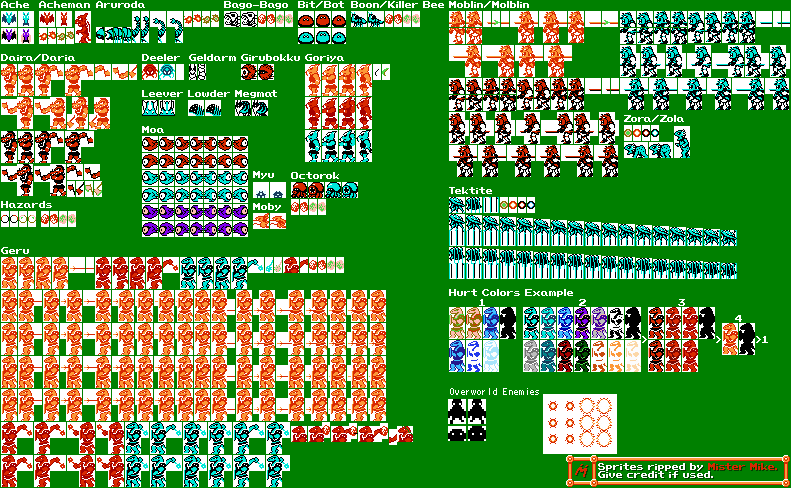 Ache
Acheman
Aruroda
Bago-Bago
Bit/Bot
Boon/Killer Bee
Moblin/Molblin
Daira/Daria
Deeler
Geldarm
Girubokku
Goriya
Leever
Lowder
Megmat
Moa
Zora/Zola
Myu
Octorok
Moby
Hazards
Tektite
Geru
Hurt Colors Example
1
2
3
4
>
>1
Overworld Enemies
Sprites ripped by Mister Mike.
Give credit if used.